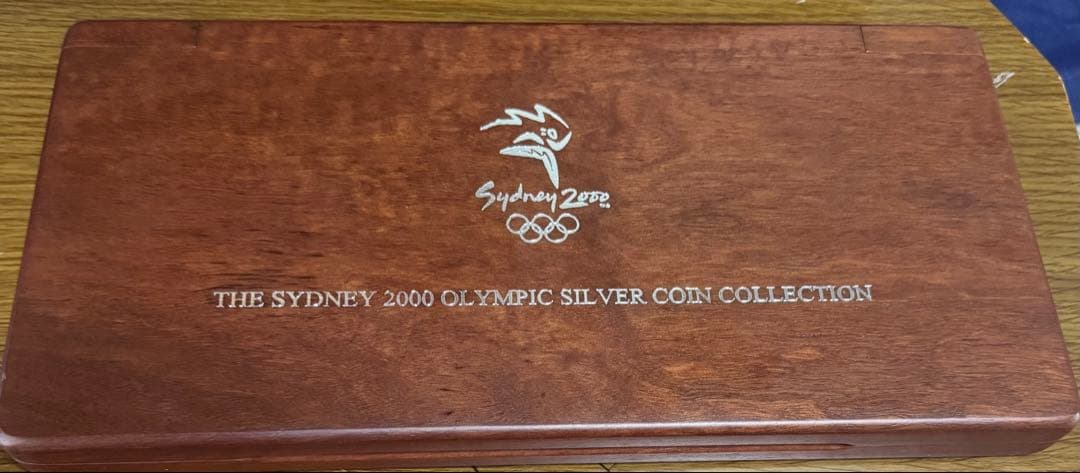 Sydney 2000
THE SYDNEY 2000 OLYMPIC SILVER COIN COLLECTION